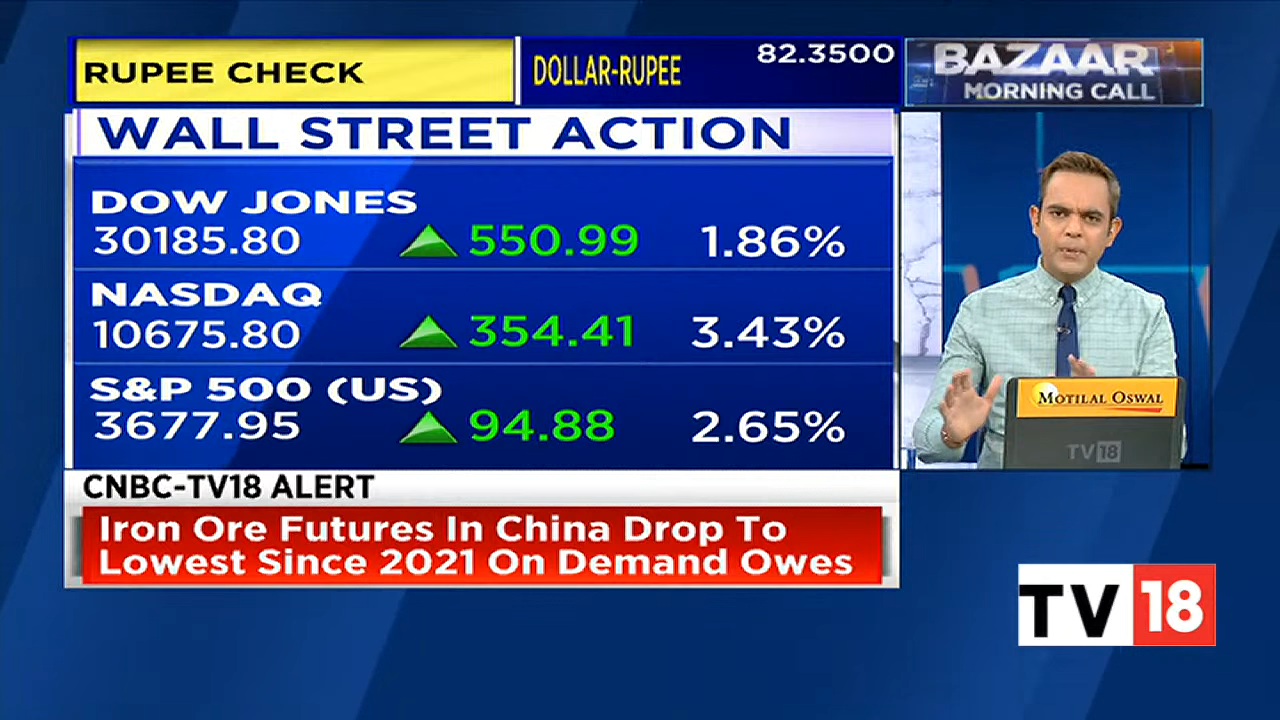 RUPEE CHECK
DOLLAR-RUPEE
82.3500
BAZAAR
MORNING CALL
WALL STREET ACTION
DOW JONES
30185.80 550.99 1.86%
NASDAQ
10675.80 354.41 3.43%
S&P 500 (US)
3677.95 94.88 2.65%
MOTILAL OSWAL
TV18
CNBC-TV18 ALERT
Iron Ore Futures In China Drop To
Lowest Since 2021 On Demand Owes
TV18